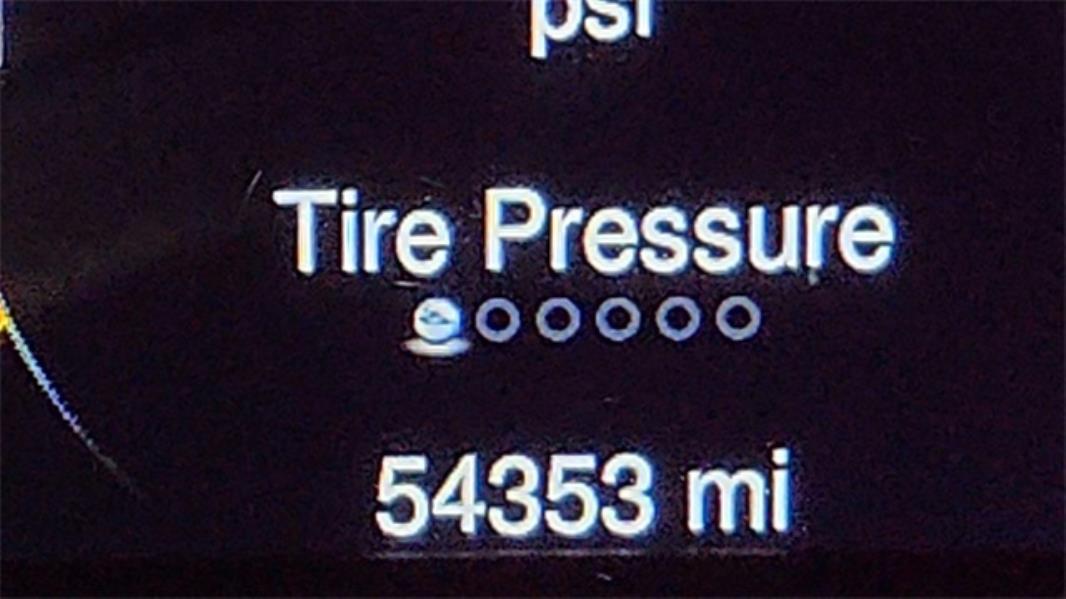 psi
Tire Pressure
54353 mi